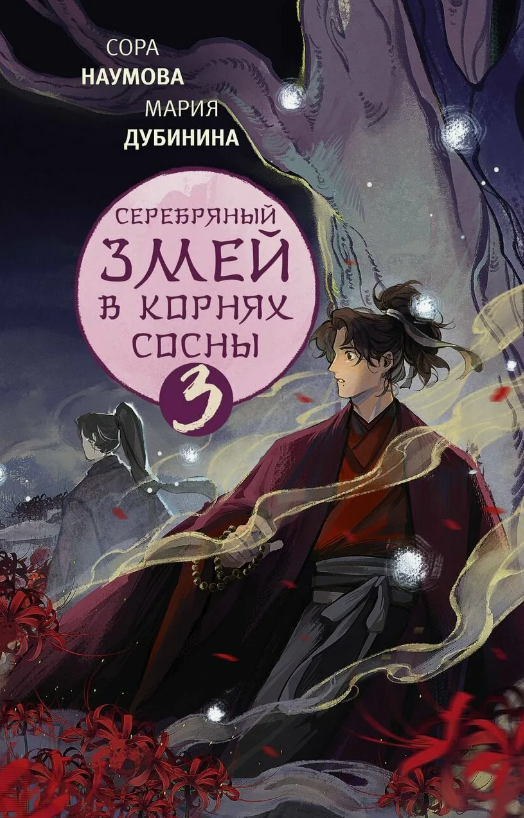 СОРА
НАУМОВА
МАРИЯ
ДУБИНИНА
СЕРЕБРЯНЫЙ
ЗМЕЙ
В КОРНЯХ
СОСНЫ
3